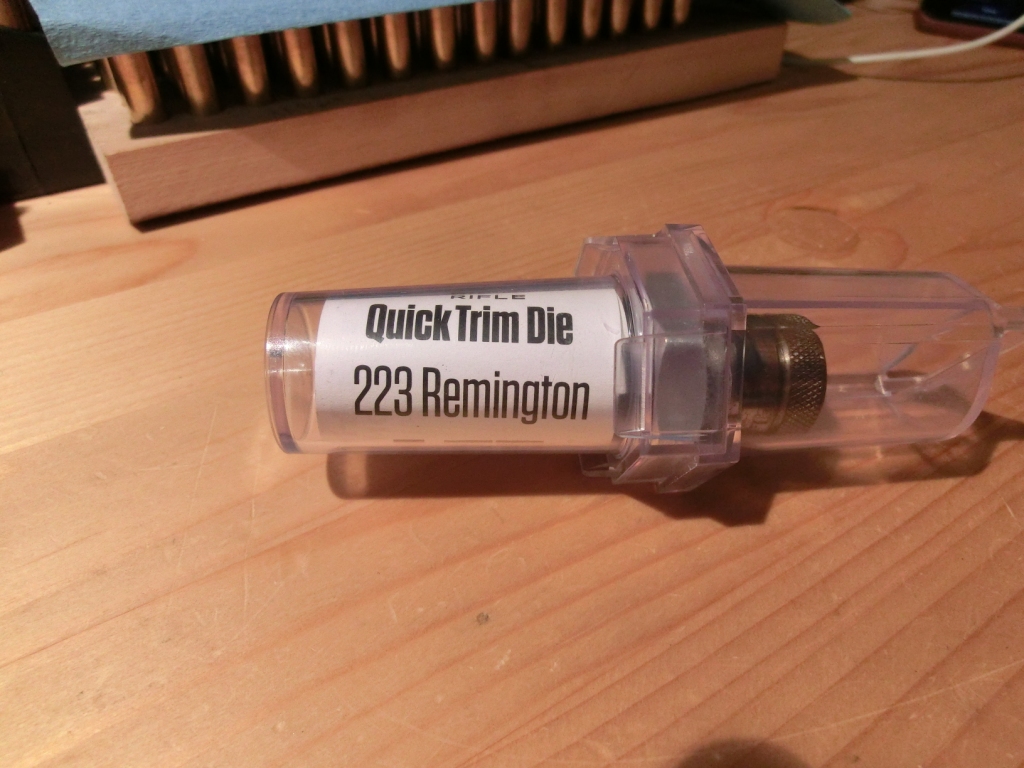 RIFLE
Quick Trim Die
223 Remington